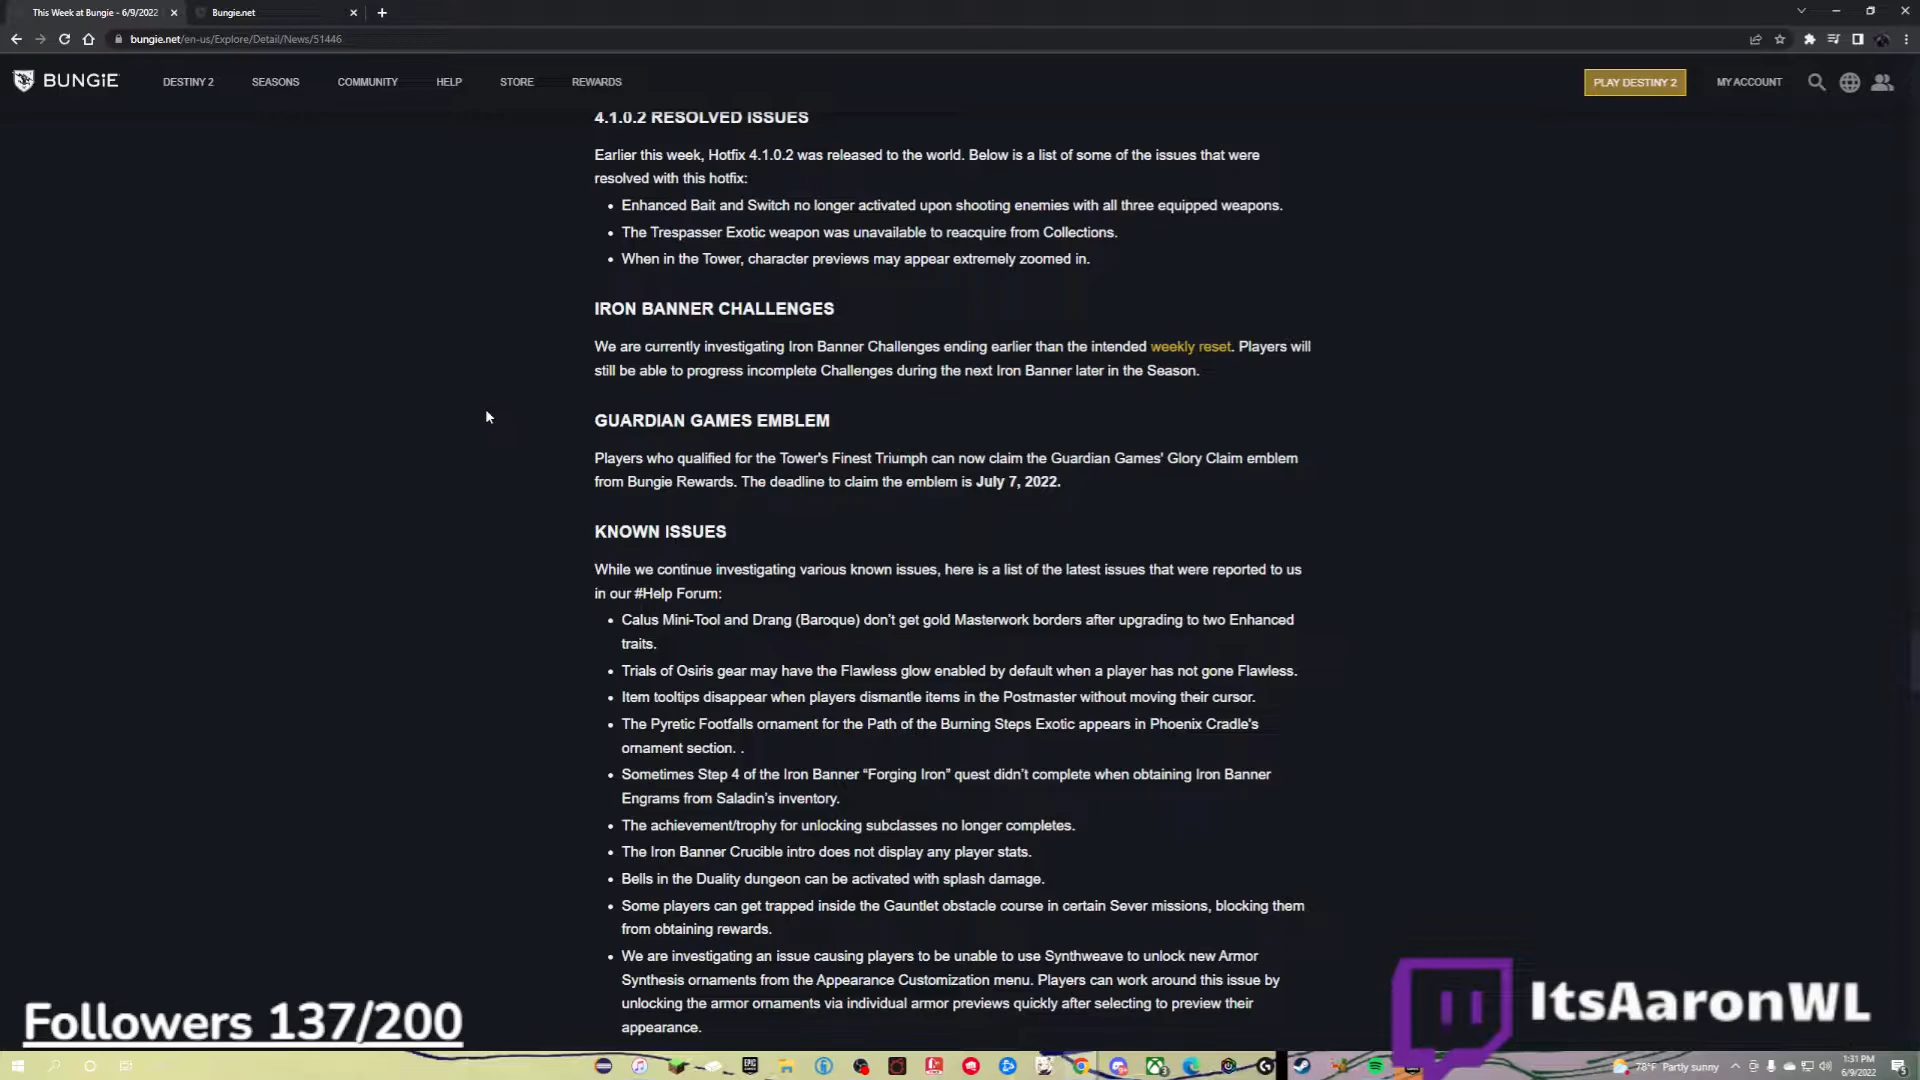 This Week at Bungie - 6/9/2022
Bungie.net
bungie.net/en-us/Explore/Detail/News/51446
BUNGiE
DESTINY 2
SEASONS
COMMUNITY
HELP
STORE
REWARDS
PLAY DESTINY 2
MY ACCOUNT
4.1.0.2 RESOLVED ISSUES
Earlier this week, Hotfix 4.1.0.2 was released to the world. Below is a list of some of the issues that were
resolved with this hotfix:
• Enhanced Bait and Switch no longer activated upon shooting enemies with all three equipped weapons.
• The Trespasser Exotic weapon was unavailable to reacquire from Collections.
• When in the Tower, character previews may appear extremely zoomed in.
IRON BANNER CHALLENGES
We are currently investigating Iron Banner Challenges ending earlier than the intended weekly reset. Players will
still be able to progress incomplete Challenges during the next Iron Banner later in the Season.
GUARDIAN GAMES EMBLEM
Players who qualified for the Tower's Finest Triumph can now claim the Guardian Games' Glory Claim emblem
from Bungie Rewards. The deadline to claim the emblem is July 7, 2022.
KNOWN ISSUES
While we continue investigating various known issues, here is a list of the latest issues that were reported to us
in our #Help Forum:
• Calus Mini-Tool and Drang (Baroque) don't get gold Masterwork borders after upgrading to two Enhanced
traits.
• Trials of Osiris gear may have the Flawless glow enabled by default when a player has not gone Flawless.
• Item tooltips disappear when players dismantle items in the Postmaster without moving their cursor.
• The Pyretic Footfalls ornament for the Path of the Burning Steps Exotic appears in Phoenix Cradle's
ornament section. .
• Sometimes Step 4 of the Iron Banner “Forging Iron” quest didn't complete when obtaining Iron Banner
Engrams from Saladin's inventory.
• The achievement/trophy for unlocking subclasses no longer completes.
• The Iron Banner Crucible intro does not display any player stats.
• Bells in the Duality dungeon can be activated with splash damage.
• Some players can get trapped inside the Gauntlet obstacle course in certain Sever missions, blocking them
from obtaining rewards.
• We are investigating an issue causing players to be unable to use Synthweave to unlock new Armor
Synthesis ornaments from the Appearance Customization menu. Players can work around this issue by
unlocking the armor ornaments via individual armor previews quickly after selecting to preview their
appearance.
Followers 137/200
ItsAaronWL
78°F Partly sunny
1:31 PM
6/9/2022